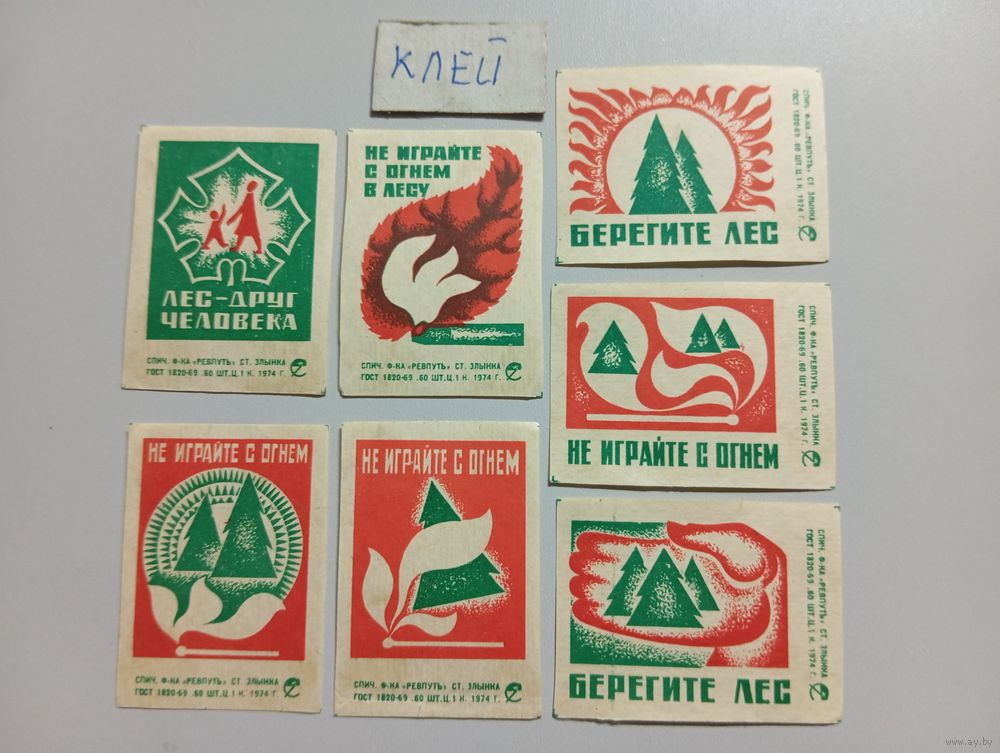 КЛЕЙ
ЛЕС-ДРУГ
ЧЕЛОВЕКА
СПИЧ. Ф-КА «РЕВПУТЬ» СТ. ЗЛЫНКА
ГОСТ 1820-69 .60 ШТ.Ц.1 К. 1974 Г.
НЕ ИГРАЙТЕ
С ОГНЕМ
В ЛЕСУ
СПИЧ. Ф-КА «РЕВПУТЬ» СТ. ЗЛЫНКА
ГОСТ 1820-69 .60 ШТ.Ц.1 К. 1974 Г.
БЕРЕГИТЕ ЛЕС
СПИЧ. Ф-КА «РЕВПУТЬ», СТ. ЗЛЫНКА
ГОСТ 1820-69 .60 ШТ.Ц.1 К. 1974 Г.
НЕ ИГРАЙТЕ С ОГНЕМ
СПИЧ. Ф-КА «РЕВПУТЬ», СТ. ЗЛЫНКА
ГОСТ 1820-69 .60 ШТ.Ц.1 К. 1974 Г.
НЕ ИГРАЙТЕ С ОГНЕМ
СПИЧ. Ф-КА «РЕВПУТЬ» СТ. ЗЛЫНКА
ГОСТ 1820-69 .60 ШТ.Ц.1 К. 1974 Г.
НЕ ИГРАЙТЕ С ОГНЕМ
СПИЧ. Ф-КА «РЕВПУТЬ» СТ. ЗЛЫНКА
ГОСТ 1820-69 .60 ШТ.Ц.1 К. 1974 Г.
БЕРЕГИТЕ ЛЕС
СПИЧ. Ф-КА «РЕВПУТЬ», СТ. ЗЛЫНКА
ГОСТ 1820-69 .60 ШТ.Ц.1 К. 1974 Г.
www.ay.by